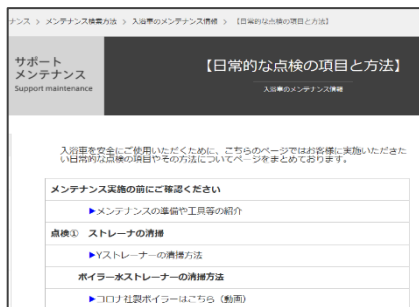 ナンス > メンテナンス検索方法 > 入浴車のメンテナンス情報 > 【日常的な点検の項目と方法】
サポート
メンテナンス
Support maintenance
【日常的な点検の項目と方法】
入浴車のメンテナンス情報
入浴車を安全にご使用いただくために、こちらのページではお客様に実施いただきた
い日常的な点検の項目やその方法についてページをまとめております。
メンテナンス実施の前にご確認ください
▶メンテナンスの準備や工具等の紹介
点検① ストレーナの清掃
▶Yストレーナーの清掃方法
ボイラー水ストレーナーの清掃方法
▶コロナ社製ボイラーはこちら（動画）